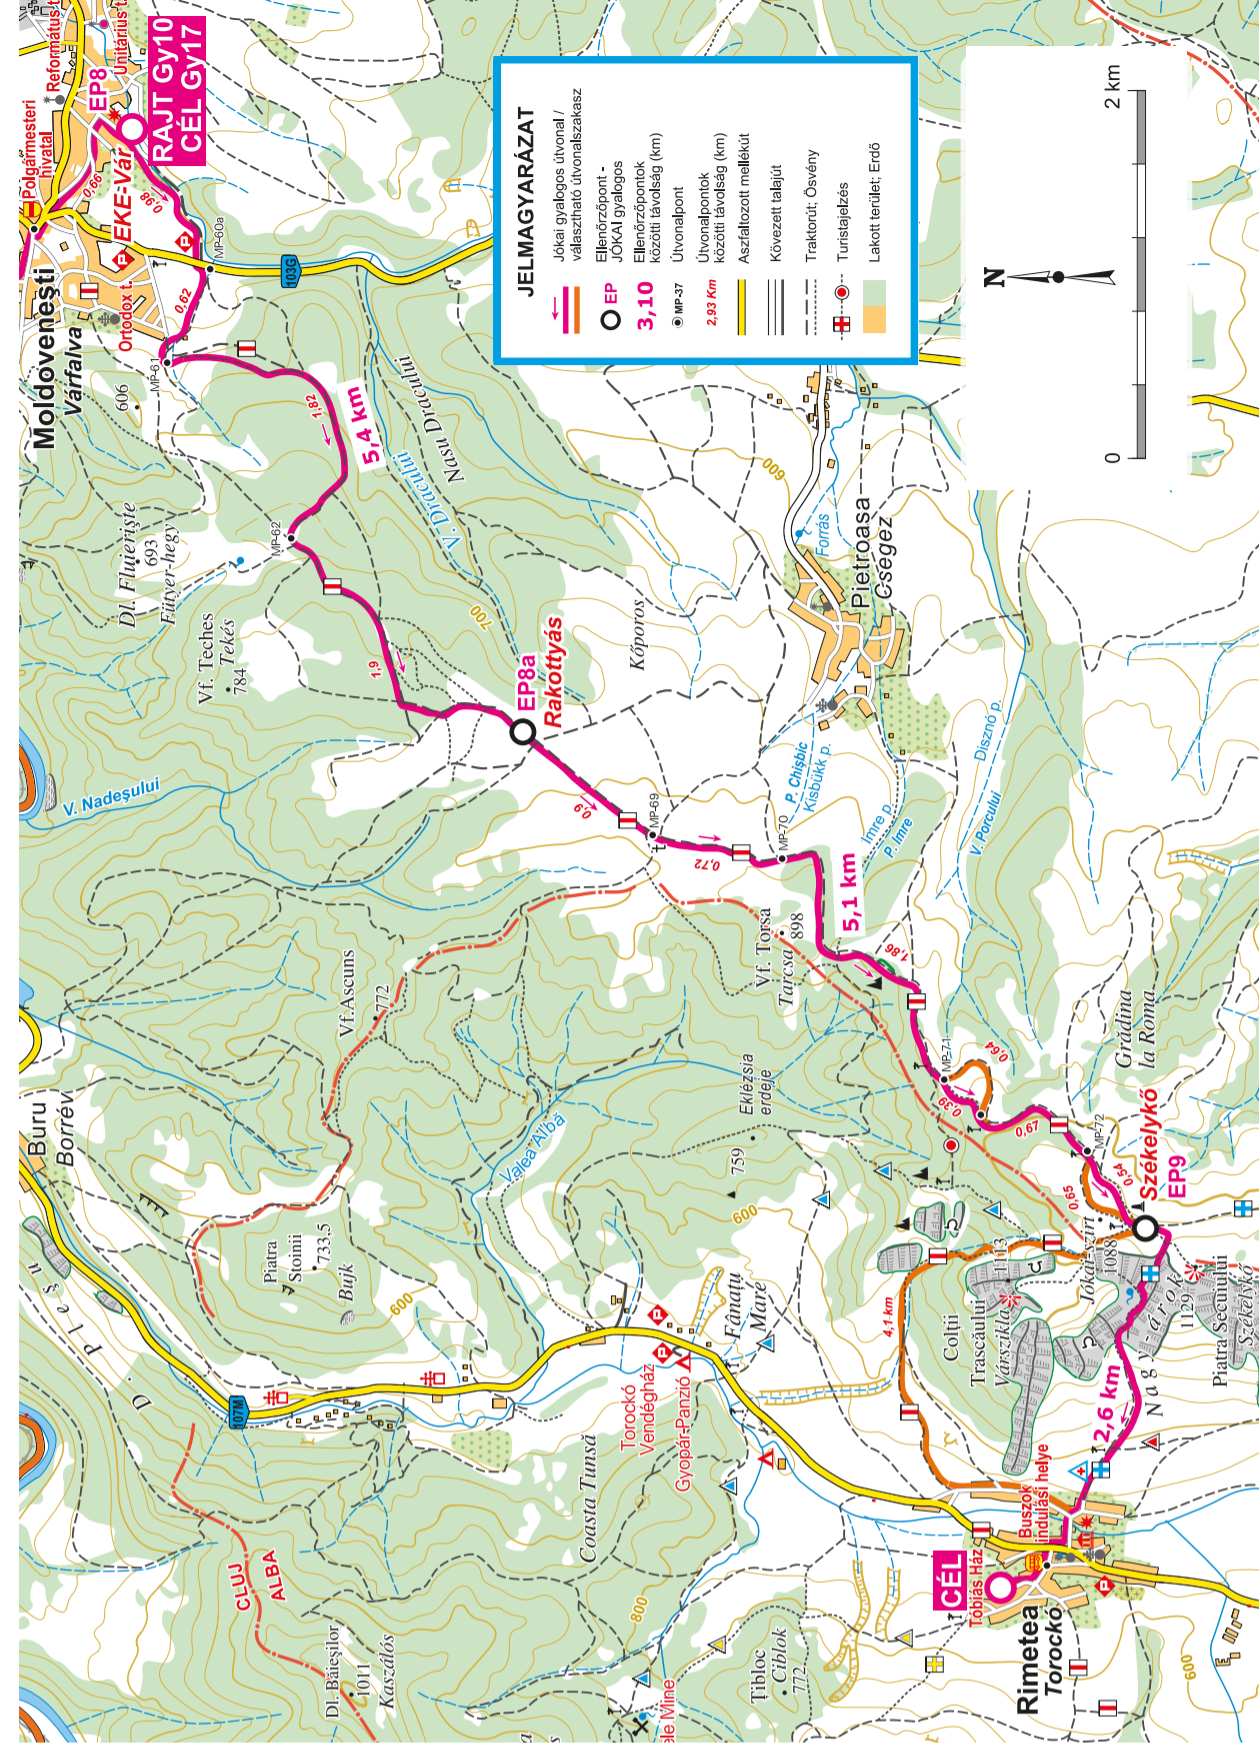 Polgármesteri
hivatal
Református t.
Unitárius t.
EP8
RAJT Gy10
CÉL Gy17
EKE-Vár
0,66
0,98
P
MP-60a
103G
Moldovenești
Várfalva
Ortodox t.
P
0,62
MP-61
606
1,82
5,4 km
V. Dracului
Nasu Dracului
MP-62
Dl. Fluieriște
693
Fütyer-hegy
Vf. Teches
784 Tekés
1,9
700
EP8a
Rakottyás
Kőporos
V. Nadeșului
0,9
MP-69
0,72
MP-70
P. Chișbic
Kisbükk p.
Imre p.
P. Imre
Disznó p.
V. Porcului
600
Forrás
Pietroasa
Csegez
5,1 km
Vf. Torsa
Tarcsa 898
1,86
Vf. Ascuns
772
MP-71
0,64
0,39
0,67
MP-72
Grădina
la Roma
0,54
0,65
Székelykő
EP9
Jókai-szirt
1088
Eklézsia
erdeje
759
600
Valea Albă
Buru
Borrév
Piatra
Stoinii
733.5
Bujk
600
D. Pleșu
107M
Fânațu
Mare
4,1 km
Colții
Trascăului
Várszikla
1113
Nagy-árok
1129
Piatra Secuiului
Székelykő
2,6 km
P
P
Torockó
Vendégház
Gyopár-Panzió
Coasta Tunsă
CLUJ
ALBA
Dl. Băieșilor
1011
Kaszálós
800
Țibloc
Ciblok
772
Buszok
indulási helye
CÉL
Tóbiás Ház
Rimetea
Torockó
P
600
JELMAGYARÁZAT
Jókai gyalogos útvonal /
választható útvonalszakasz
EP
Ellenőrzőpont -
JÓKAI gyalogos
3,10
Ellenőrzőpontok
közötti távolság (km)
MP-37
Útvonalpont
2,93 Km
Útvonalpontok
közötti távolság (km)
Aszfaltozott mellékút
Kövezett talajút
Traktorút; Ösvény
Turistajelzés
Lakott terület; Erdő
N
0
2 km